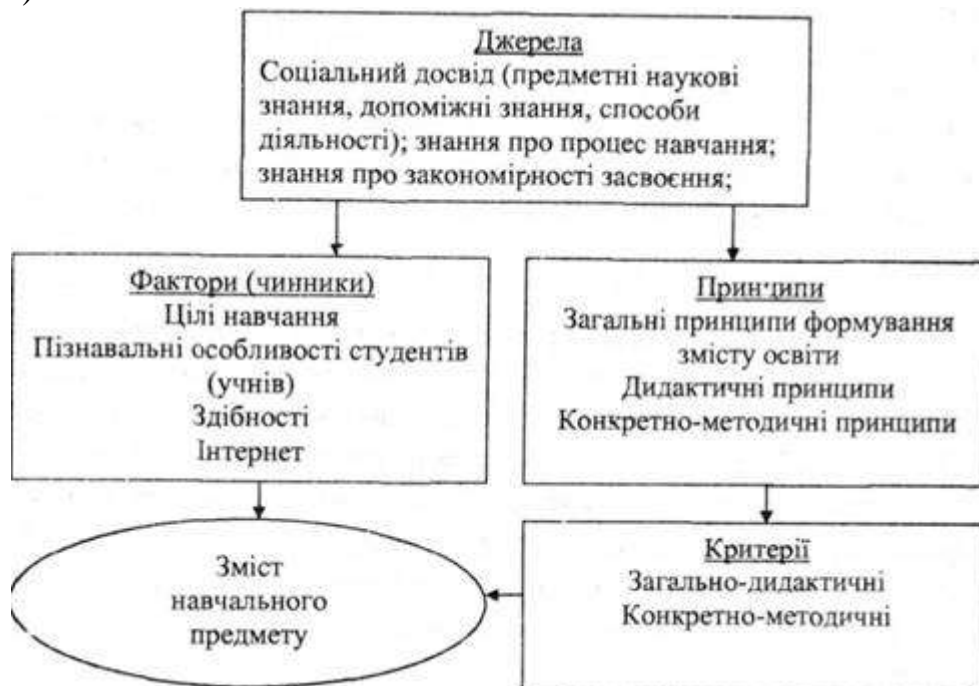 )
Джерела
Соціальний досвід (предметні наукові
знання, допоміжні знання, способи
діяльності); знання про процес навчання;
знання про закономірності засвоєння;
Фактори (чинники)
Цілі навчання
Пізнавальні особливості студентів
(учнів)
Здібності
Інтернет
Принципи
Загальні принципи формування
змісту освіти
Дидактичні принципи
Конкретно-методичні принципи
Зміст
навчального
предмету
Критерії
Загально-дидактичні
Конкретно-методичні